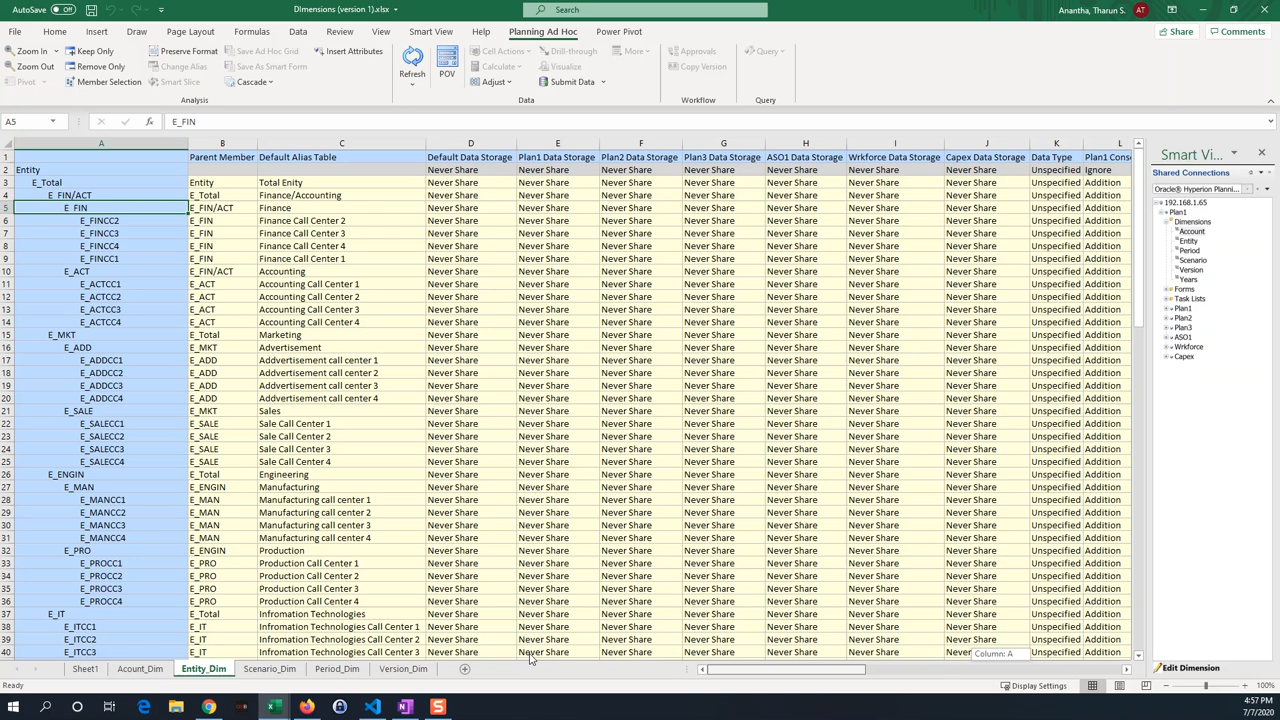 AutoSave Off Dimensions (version 1).xlsx Search Anantha, Tharun S. AT
File Home Insert Draw Page Layout Formulas Data Review View Smart View Help Planning Ad Hoc Power Pivot Share Comments
Zoom In Keep Only Preserve Format Save Ad Hoc Grid Insert Attributes Cell Actions Drill-through More Approvals Query
Zoom Out Remove Only Change Alias Save As Smart Form Refresh POV Calculate Visualize Copy Version
Pivot Member Selection Smart Slice Cascade Adjust Submit Data
Analysis Data Workflow Query
A5 fx E_FIN
A B C D E F G H I J K L
1 Parent Member Default Alias Table Default Data Storage Plan1 Data Storage Plan2 Data Storage Plan3 Data Storage ASO1 Data Storage Wrkforce Data Storage Capex Data Storage Data Type Plan1 Conso
Entity Never Share Never Share Never Share Never Share Never Share Never Share Never Share Unspecified Ignore
3 E_Total Entity Total Enity Never Share Never Share Never Share Never Share Never Share Never Share Never Share Unspecified Addition
4 E_FIN/ACT E_Total Finance/Accounting Never Share Never Share Never Share Never Share Never Share Never Share Never Share Unspecified Addition
5 E_FIN E_FIN/ACT Finance Never Share Never Share Never Share Never Share Never Share Never Share Never Share Unspecified Addition
6 E_FINCC2 E_FIN Finance Call Center 2 Never Share Never Share Never Share Never Share Never Share Never Share Never Share Unspecified Addition
7 E_FINCC3 E_FIN Finance Call Center 3 Never Share Never Share Never Share Never Share Never Share Never Share Never Share Unspecified Addition
8 E_FINCC4 E_FIN Finance Call Center 4 Never Share Never Share Never Share Never Share Never Share Never Share Never Share Unspecified Addition
9 E_FINCC1 E_FIN Finance Call Center 1 Never Share Never Share Never Share Never Share Never Share Never Share Never Share Unspecified Addition
10 E_ACT E_FIN/ACT Accounting Never Share Never Share Never Share Never Share Never Share Never Share Never Share Unspecified Addition
11 E_ACTCC1 E_ACT Accounting Call Center 1 Never Share Never Share Never Share Never Share Never Share Never Share Never Share Unspecified Addition
12 E_ACTCC2 E_ACT Accounting Call Center 2 Never Share Never Share Never Share Never Share Never Share Never Share Never Share Unspecified Addition
13 E_ACTCC3 E_ACT Accounting Call Center 3 Never Share Never Share Never Share Never Share Never Share Never Share Never Share Unspecified Addition
14 E_ACTCC4 E_ACT Accounting Call Center 4 Never Share Never Share Never Share Never Share Never Share Never Share Never Share Unspecified Addition
15 E_MKT E_Total Marketing Never Share Never Share Never Share Never Share Never Share Never Share Never Share Unspecified Addition
16 E_ADD E_MKT Advertisement Never Share Never Share Never Share Never Share Never Share Never Share Never Share Unspecified Addition
17 E_ADDCC1 E_ADD Addvertisement call center 1 Never Share Never Share Never Share Never Share Never Share Never Share Never Share Unspecified Addition
18 E_ADDCC2 E_ADD Addvertisement call center 2 Never Share Never Share Never Share Never Share Never Share Never Share Never Share Unspecified Addition
19 E_ADDCC3 E_ADD Addvertisement call center 3 Never Share Never Share Never Share Never Share Never Share Never Share Never Share Unspecified Addition
20 E_ADDCC4 E_ADD Addvertisement call center 4 Never Share Never Share Never Share Never Share Never Share Never Share Never Share Unspecified Addition
21 E_SALE E_MKT Sales Never Share Never Share Never Share Never Share Never Share Never Share Never Share Unspecified Addition
22 E_SALECC1 E_SALE Sale Call Center 1 Never Share Never Share Never Share Never Share Never Share Never Share Never Share Unspecified Addition
23 E_SALECC2 E_SALE Sale Call Center 2 Never Share Never Share Never Share Never Share Never Share Never Share Never Share Unspecified Addition
24 E_SALECC3 E_SALE Sale Call Center 3 Never Share Never Share Never Share Never Share Never Share Never Share Never Share Unspecified Addition
25 E_SALECC4 E_SALE Sale Call Center 4 Never Share Never Share Never Share Never Share Never Share Never Share Never Share Unspecified Addition
26 E_ENGIN E_Total Engineering Never Share Never Share Never Share Never Share Never Share Never Share Never Share Unspecified Addition
27 E_MAN E_ENGIN Manufacturing Never Share Never Share Never Share Never Share Never Share Never Share Never Share Unspecified Addition
28 E_MANCC1 E_MAN Manufacturing call center 1 Never Share Never Share Never Share Never Share Never Share Never Share Never Share Unspecified Addition
29 E_MANCC2 E_MAN Manufacturing call center 2 Never Share Never Share Never Share Never Share Never Share Never Share Never Share Unspecified Addition
30 E_MANCC3 E_MAN Manufacturing call center 3 Never Share Never Share Never Share Never Share Never Share Never Share Never Share Unspecified Addition
31 E_MANCC4 E_MAN Manufacturing call center 4 Never Share Never Share Never Share Never Share Never Share Never Share Never Share Unspecified Addition
32 E_PRO E_ENGIN Production Never Share Never Share Never Share Never Share Never Share Never Share Never Share Unspecified Addition
33 E_PROCC1 E_PRO Production Call Center 1 Never Share Never Share Never Share Never Share Never Share Never Share Never Share Unspecified Addition
34 E_PROCC2 E_PRO Production Call Center 2 Never Share Never Share Never Share Never Share Never Share Never Share Never Share Unspecified Addition
35 E_PROCC3 E_PRO Production Call Center 3 Never Share Never Share Never Share Never Share Never Share Never Share Never Share Unspecified Addition
36 E_PROCC4 E_PRO Production Call Center 4 Never Share Never Share Never Share Never Share Never Share Never Share Never Share Unspecified Addition
37 E_IT E_Total Infromation Technologies Never Share Never Share Never Share Never Share Never Share Never Share Never Share Unspecified Addition
38 E_ITCC1 E_IT Infromation Technologies Call Center 1 Never Share Never Share Never Share Never Share Never Share Never Share Never Share Unspecified Addition
39 E_ITCC2 E_IT Infromation Technologies Call Center 2 Never Share Never Share Never Share Never Share Never Share Never Share Never Share Unspecified Addition
40 E_ITCC3 E_IT Infromation Technologies Call Center 3 Never Share Never Share Never Share Never Share Never Share Never Share Unspecified Addition
Column: A
Smart Vi...
Shared Connections
Oracle® Hyperion Plannin
192.168.1.65
Plan1
Dimensions
Account
Entity
Period
Scenario
Version
Years
Forms
Task Lists
Plan1
Plan2
Plan3
ASO1
Wrkforce
Capex
Edit Dimension
Sheet1 Acount_Dim Entity_Dim Scenario_Dim Period_Dim Version_Dim
Ready Display Settings 100%
4:57 PM
7/7/2020